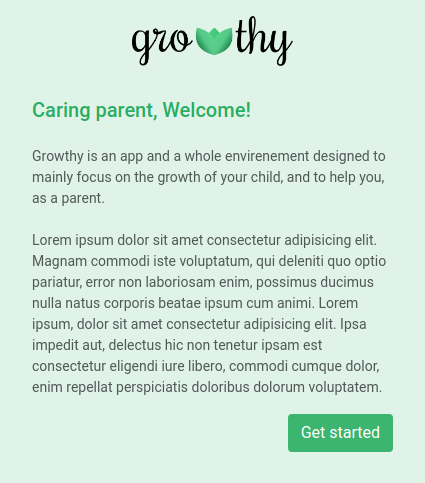 growthy
Caring parent, Welcome!
Growthy is an app and a whole envirenement designed to
mainly focus on the growth of your child, and to help you,
as a parent.
Lorem ipsum dolor sit amet consectetur adipisicing elit.
Magnam commodi iste voluptatum, qui deleniti quo optio
pariatur, error non laboriosam enim, possimus ducimus
nulla natus corporis beatae ipsum cum animi. Lorem
ipsum, dolor sit amet consectetur adipisicing elit. Ipsa
impedit aut, delectus hic non tenetur ipsam est
consectetur eligendi iure libero, commodi cumque dolor,
enim repellat perspiciatis doloribus dolorum voluptatem.
Get started